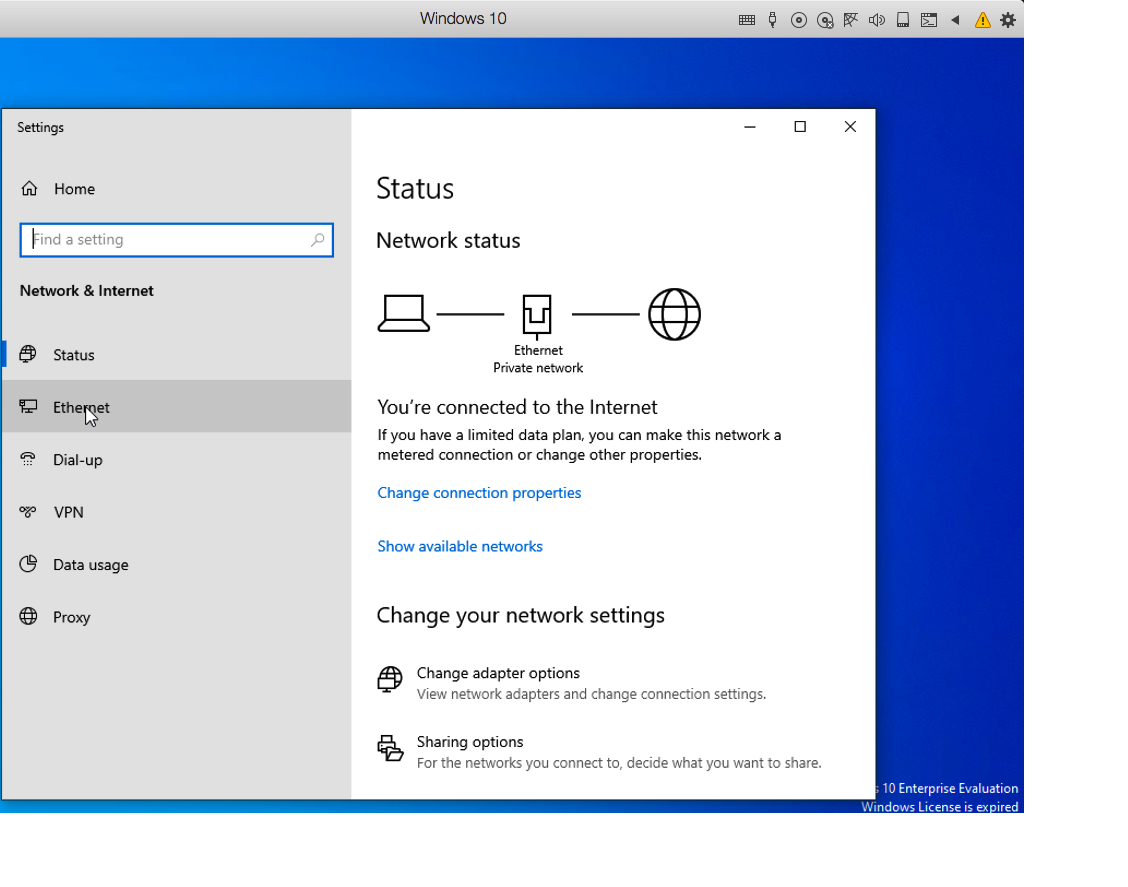 Windows 10
Settings
Home
Find a setting
Network & Internet
Status
Ethernet
Dial-up
VPN
Data usage
Proxy
Status
Network status
Ethernet
Private network
You're connected to the Internet
If you have a limited data plan, you can make this network a
metered connection or change other properties.
Change connection properties
Show available networks
Change your network settings
Change adapter options
View network adapters and change connection settings.
Sharing options
For the networks you connect to, decide what you want to share.
10 Enterprise Evaluation
Windows License is expired